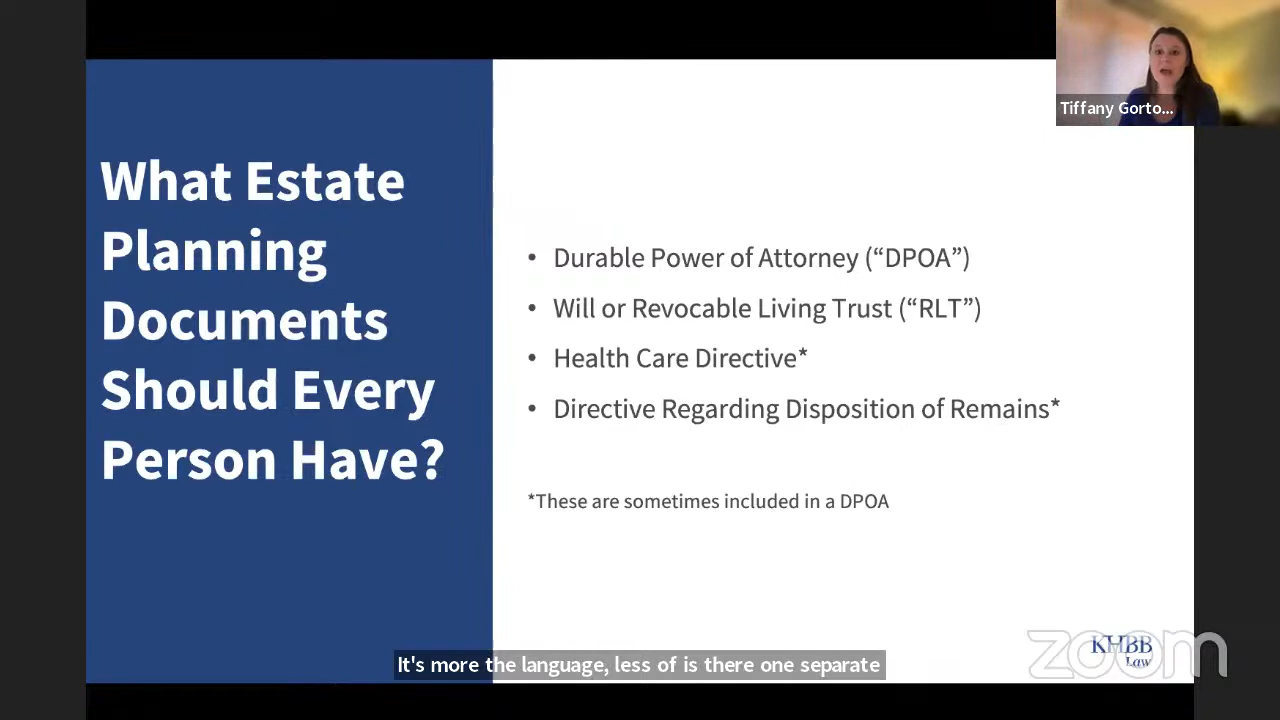 Tiffany Gorto...
What Estate
Planning
Documents
Should Every
Person Have?
• Durable Power of Attorney (“DPOA”)
• Will or Revocable Living Trust (“RLT”)
• Health Care Directive*
• Directive Regarding Disposition of Remains*
*These are sometimes included in a DPOA
KHBB
Law
zoom
It's more the language, less of is there one separate